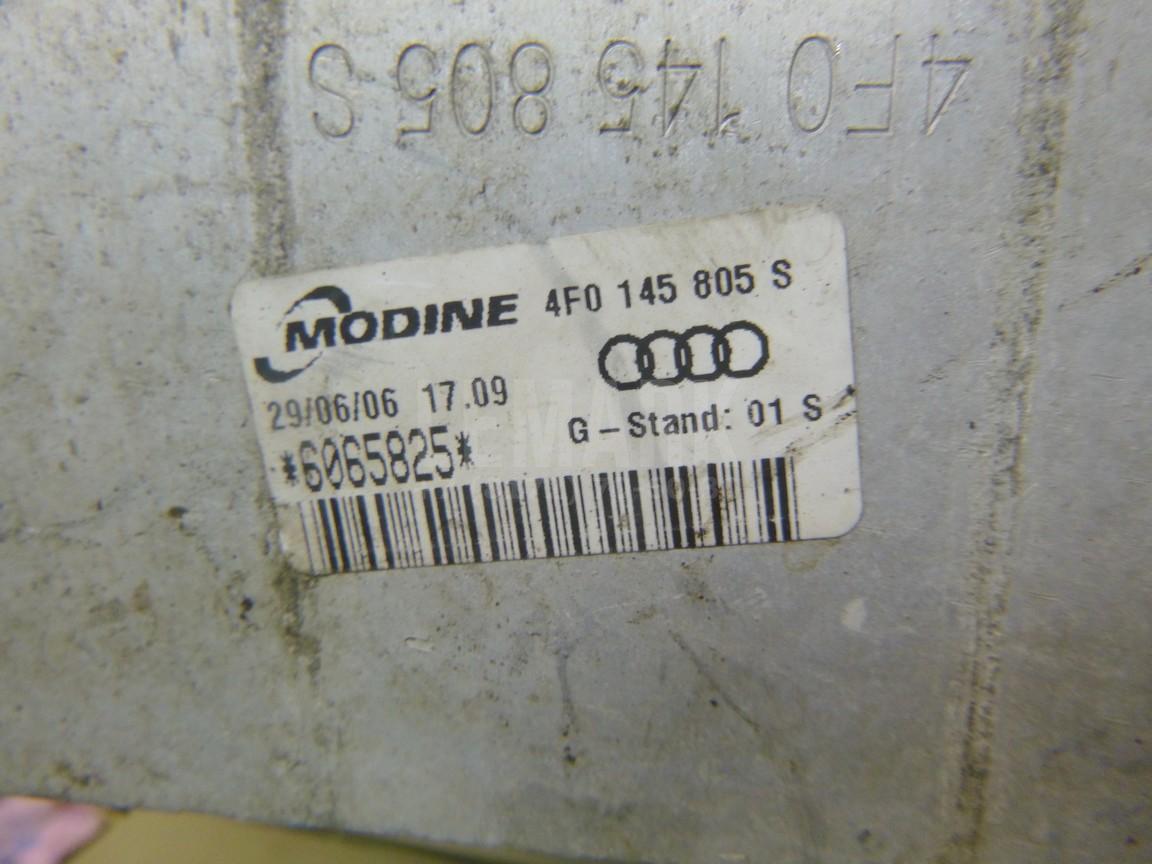 4F0 145 805 S
MODINE 4F0 145 805 S
29/06/06 17.09
G-Stand: 01 S
*6065825*